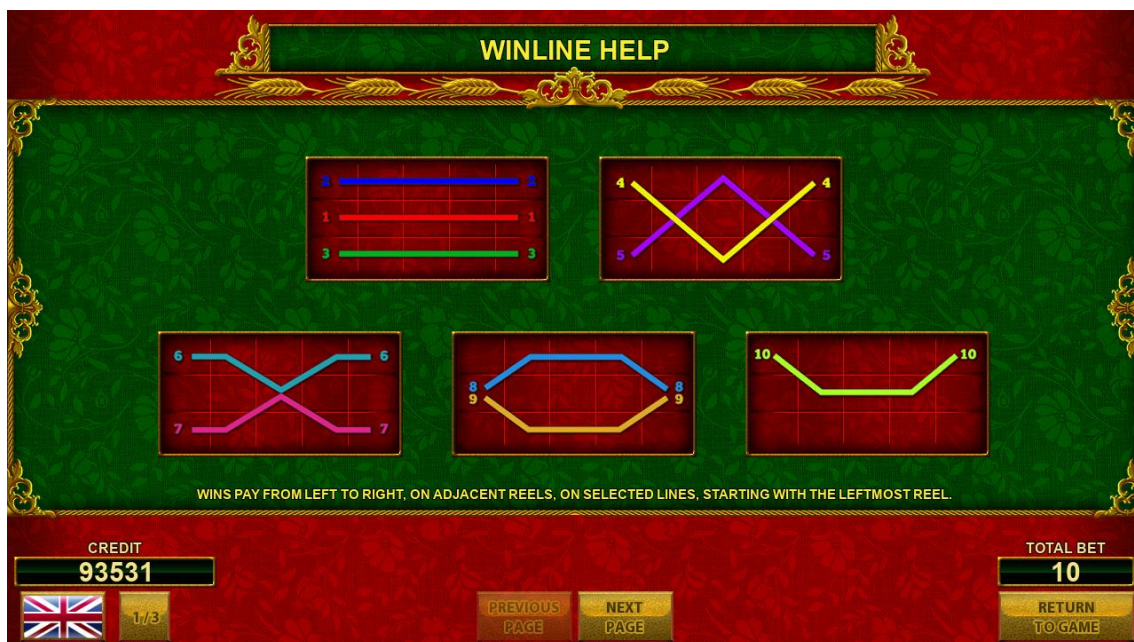 WINLINE HELP
2 2
1 1
3 3
4 4
5 5
6 6
7 7
8 8
9 9
10 10
WINS PAY FROM LEFT TO RIGHT, ON ADJACENT REELS, ON SELECTED LINES, STARTING WITH THE LEFTMOST REEL.
CREDIT
93531
TOTAL BET
10
1/3
PREVIOUS
PAGE
NEXT
PAGE
RETURN
TO GAME